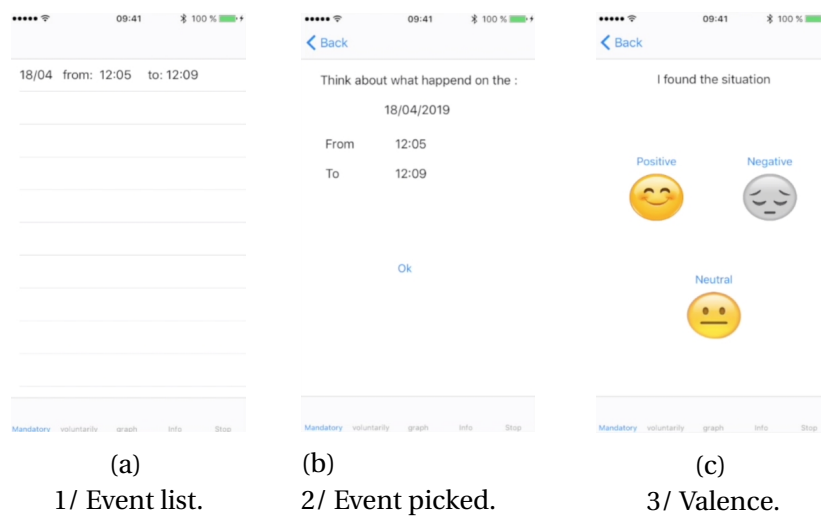 09:41 100 %
18/04 from: 12:05 to: 12:09
Mandatory voluntarily graph Info Stop
(a)
1/ Event list.
09:41 100 %
Back
Think about what happend on the :
18/04/2019
From 12:05
To 12:09
Ok
Mandatory voluntarily graph Info Stop
(b)
2/ Event picked.
09:41 100 %
Back
I found the situation
Positive Negative
Neutral
Mandatory voluntarily graph Info Stop
(c)
3/ Valence.